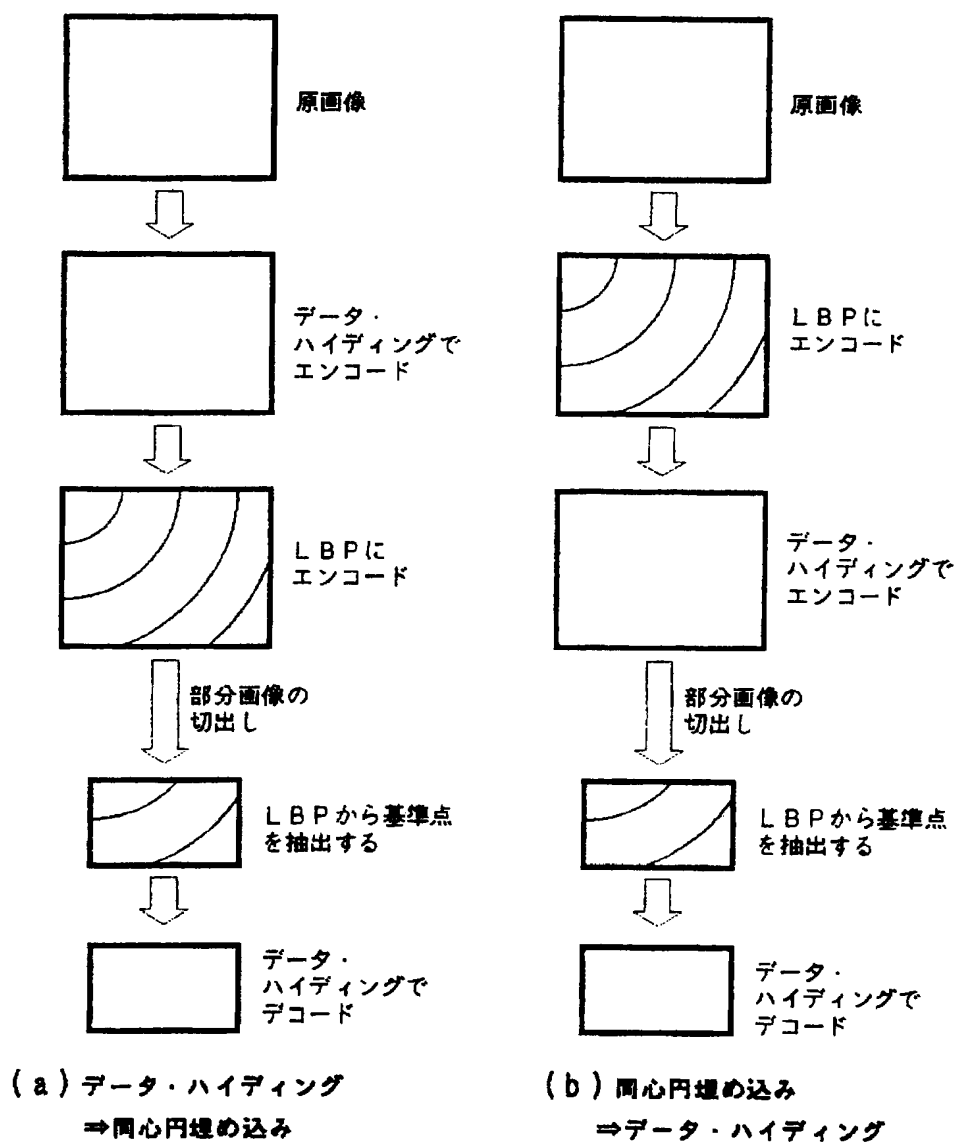 原画像
データ・
ハイディングで
エンコード
LBPに
エンコード
部分画像の
切出し
LBPから基準点
を抽出する
データ・
ハイディングで
デコード
(a)データ・ハイディング
⇒同心円埋め込み
原画像
LBPに
エンコード
データ・
ハイディングで
エンコード
部分画像の
切出し
LBPから基準点
を抽出する
データ・
ハイディングで
デコード
(b)同心円埋め込み
⇒データ・ハイディング